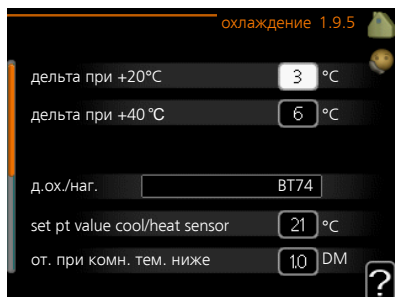 охлаждение 1.9.5
дельта при +20°C 3 °C
дельта при +40°C 6 °C
д.ох./наг. BT74
set pt value cool/heat sensor 21 °C
от. при комн. тем. ниже 1.0 DM
?